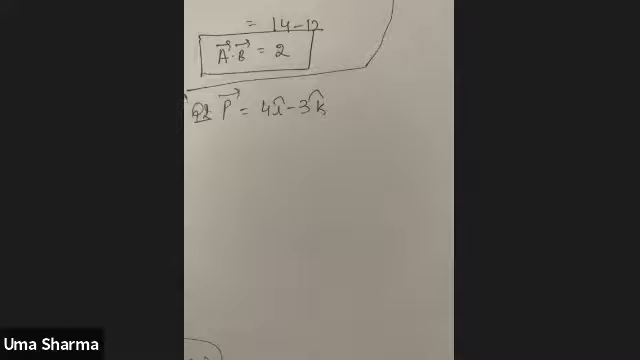 = 14-12
A⃗·B⃗ = 2
Q2 P⃗ = 4î - 3k̂
Uma Sharma